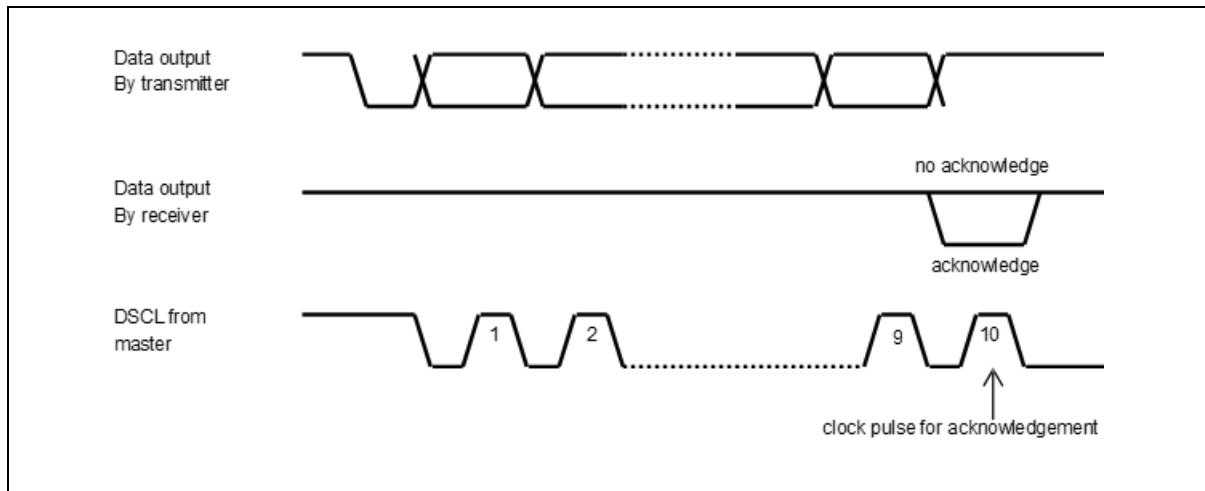 Data output
By transmitter
no acknowledge
Data output
By receiver
acknowledge
DSCL from
master
1
2
9
10
clock pulse for acknowledgement